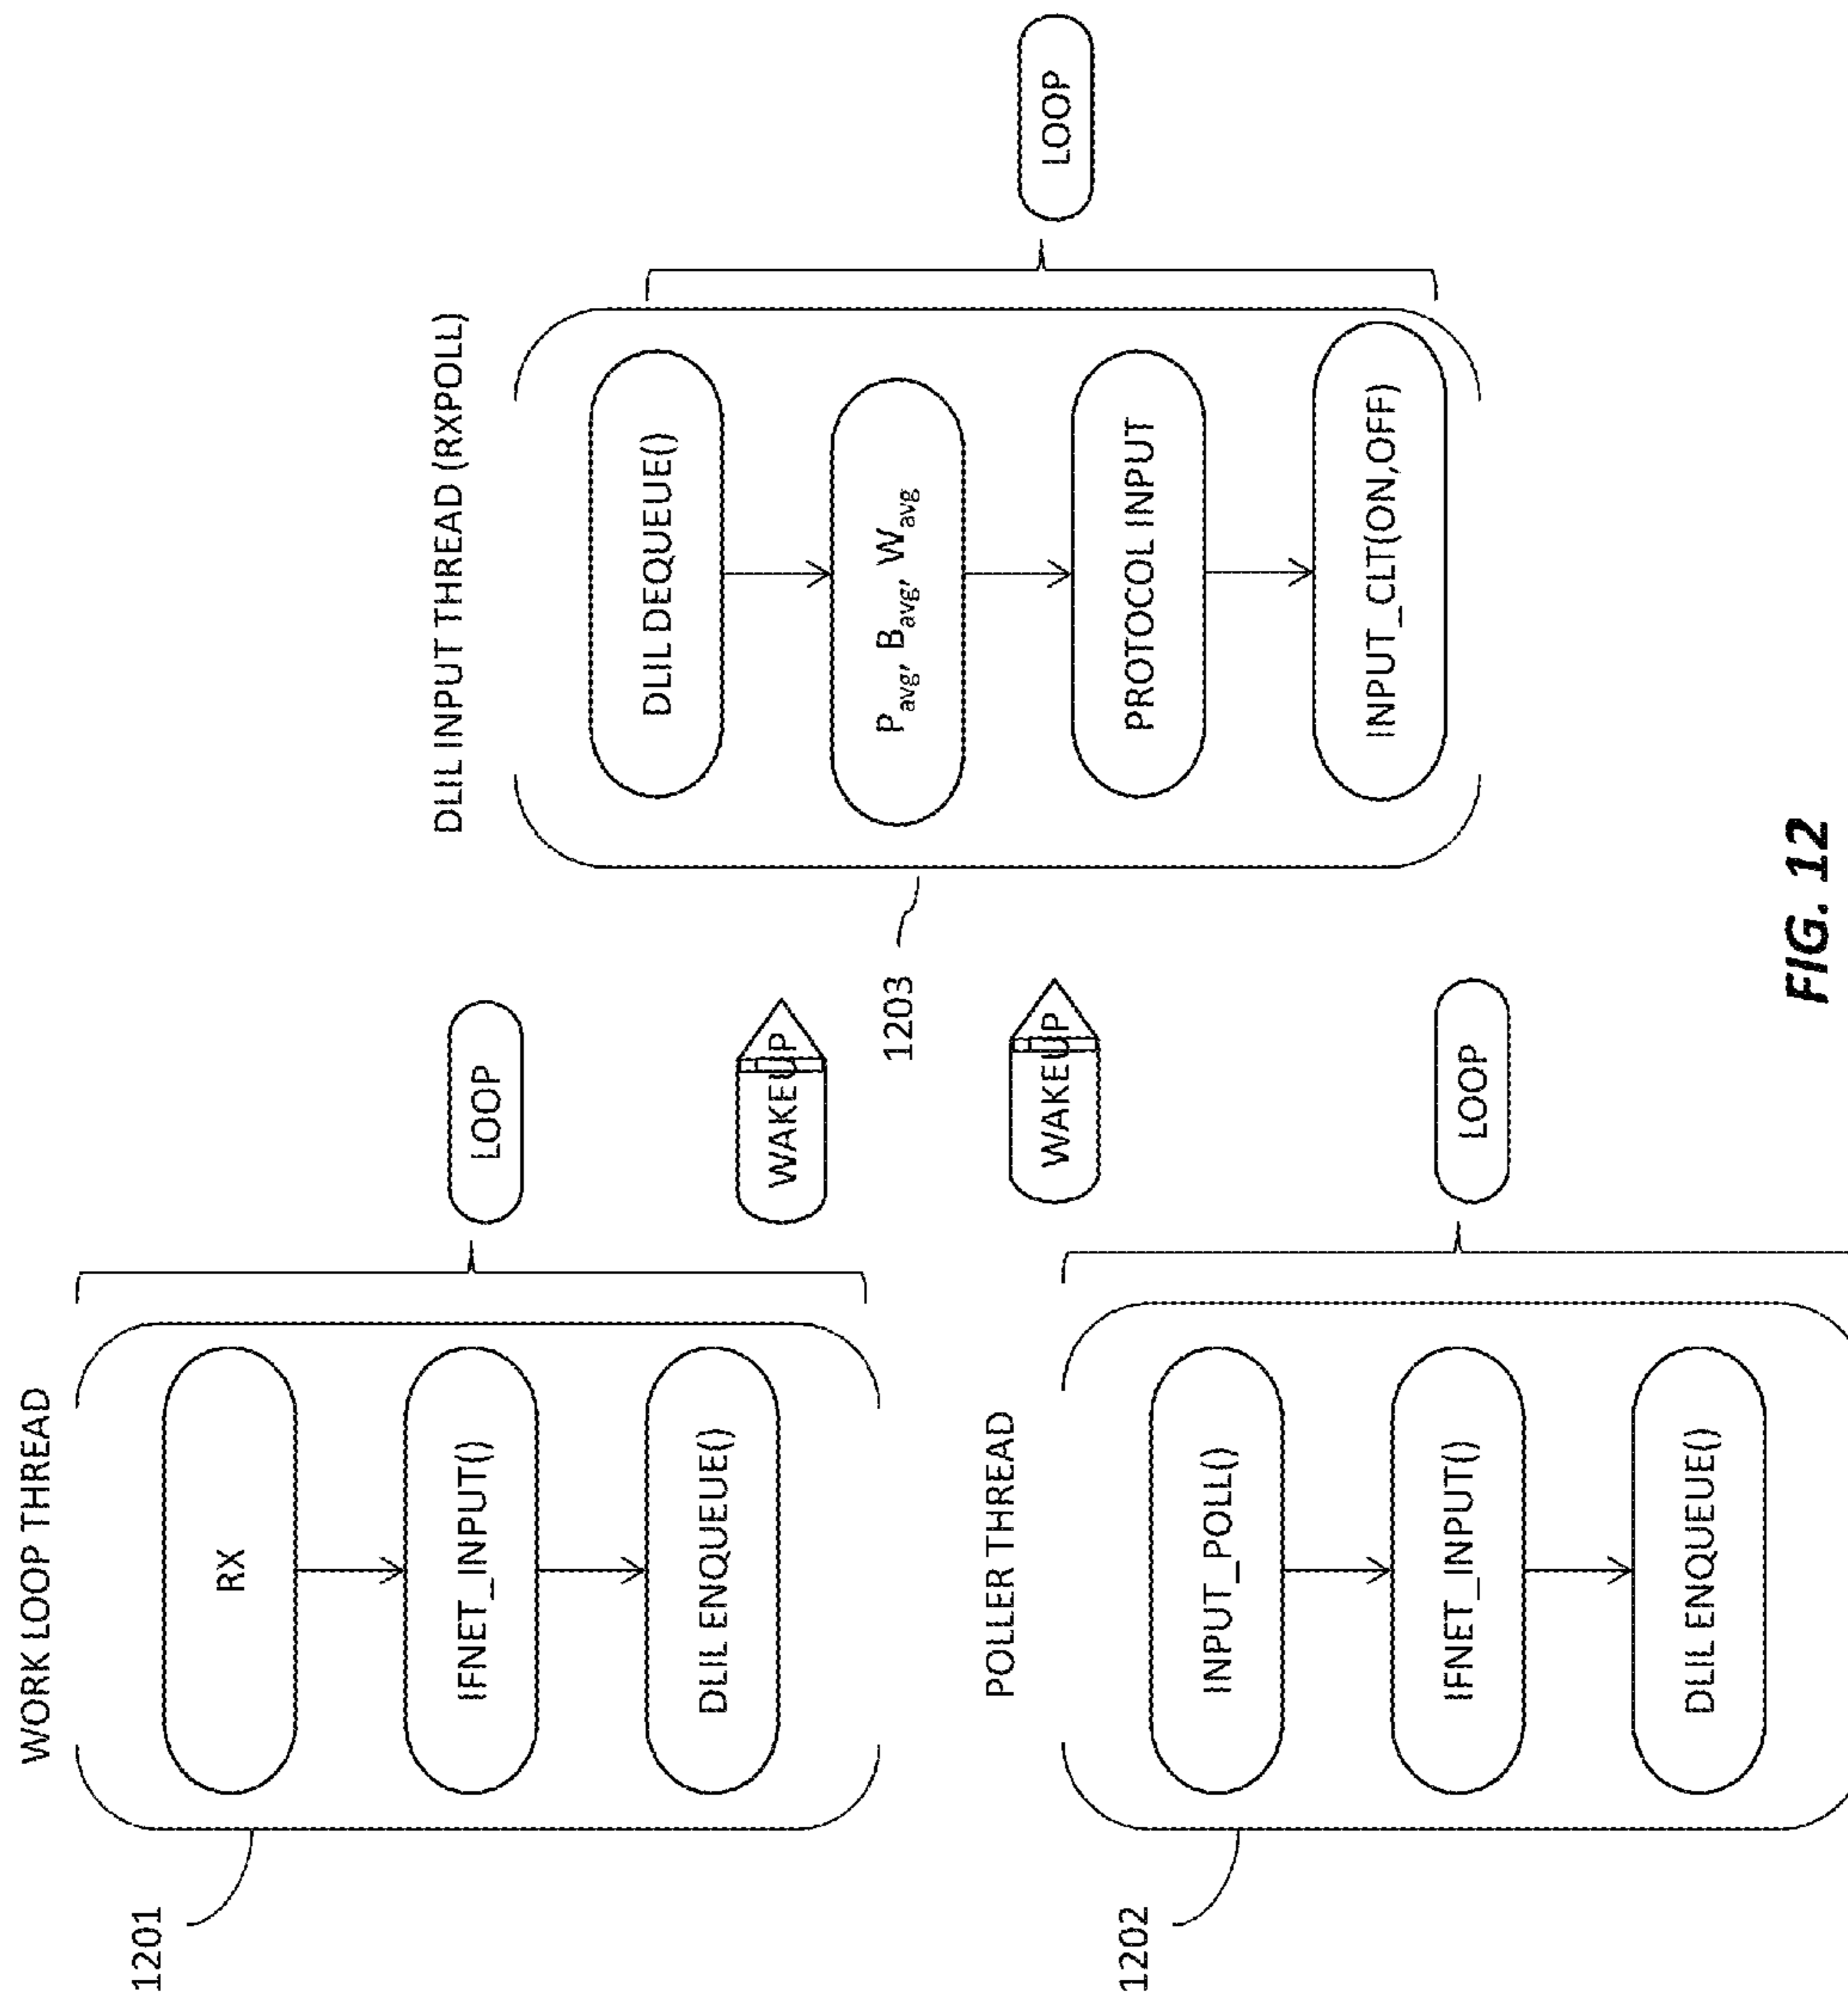 WORK LOOP THREAD
1201
RX
IFNET_INPUT()
DLIL ENQUEUE()
LOOP
WAKEUP
POLLER THREAD
1202
INPUT_POLL()
IFNET_INPUT()
DLIL ENQUEUE()
LOOP
WAKEUP
DLIL INPUT THREAD (RXPOLL)
1203
DLIL DEQUEUE()
Pavg, Bavg, Wavg
PROTOCOL INPUT
INPUT_CLT(ON,OFF)
LOOP
FIG. 12